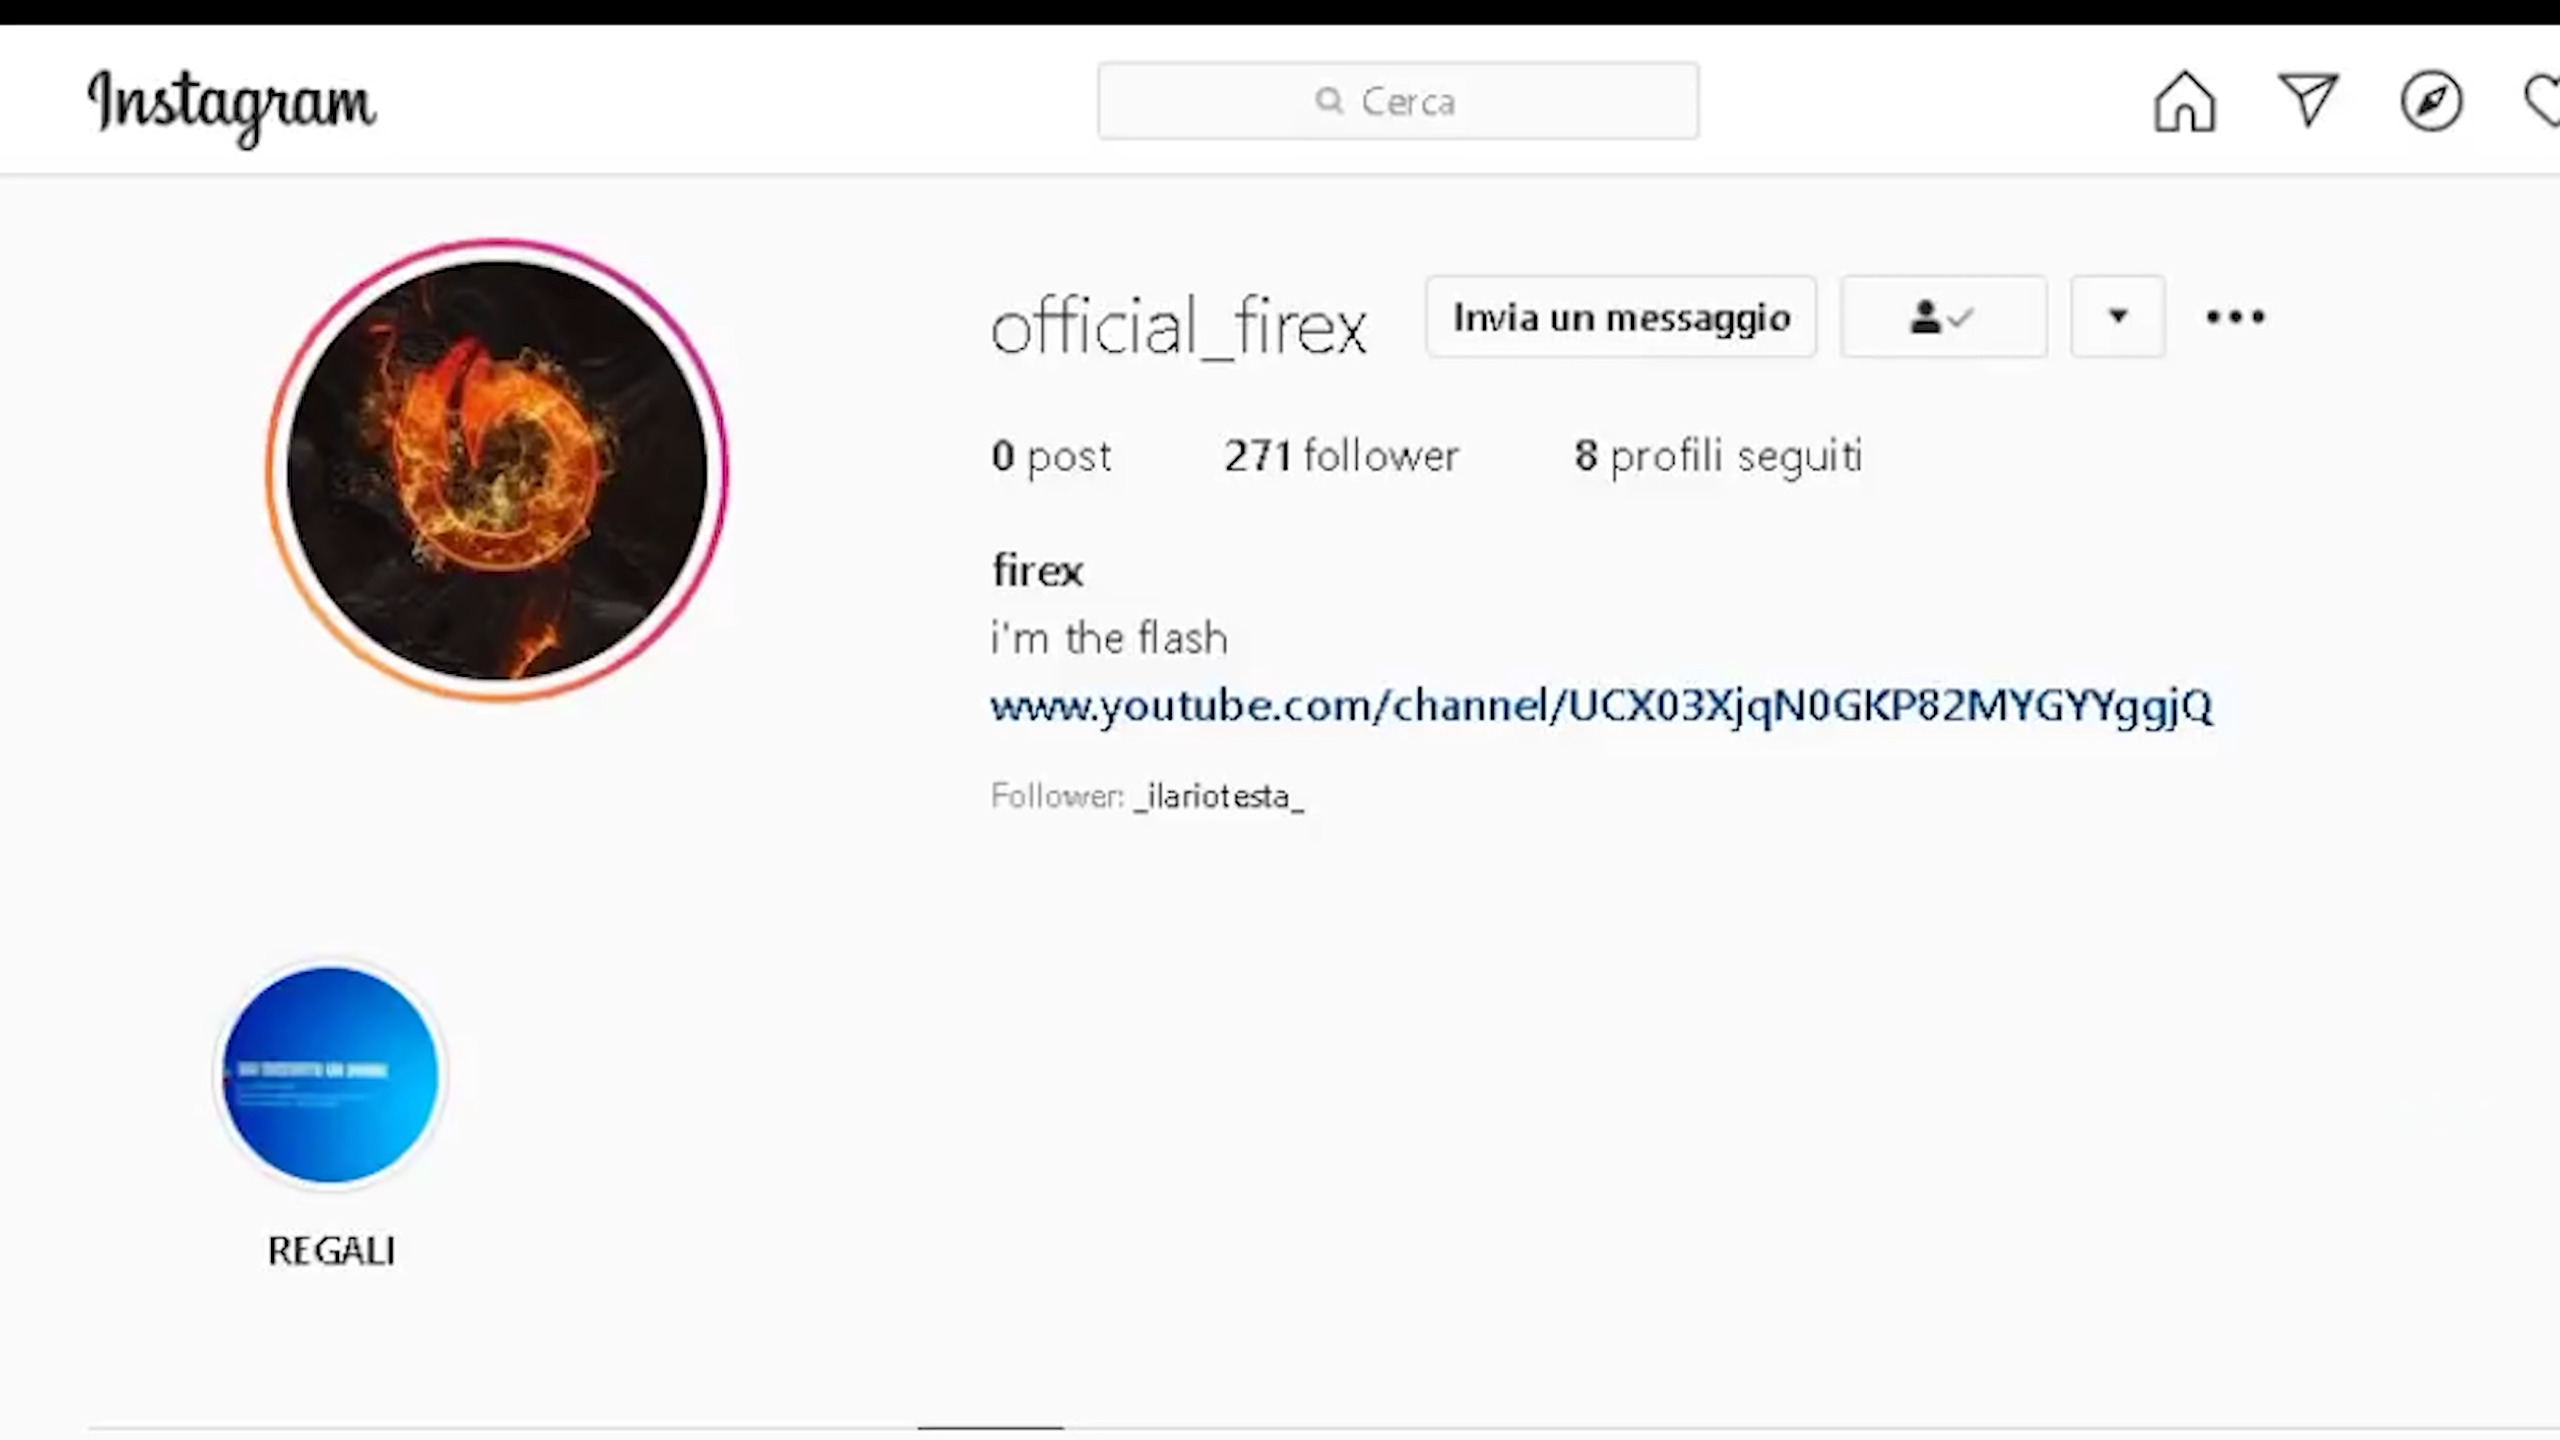 Instagram
Cerca
official_firex
Invia un messaggio
0 post
271 follower
8 profili seguiti
firex
i'm the flash
www.youtube.com/channel/UCX03XjqN0GKP82MYGYYggjQ
Follower: _ilariotesta_
REGALI